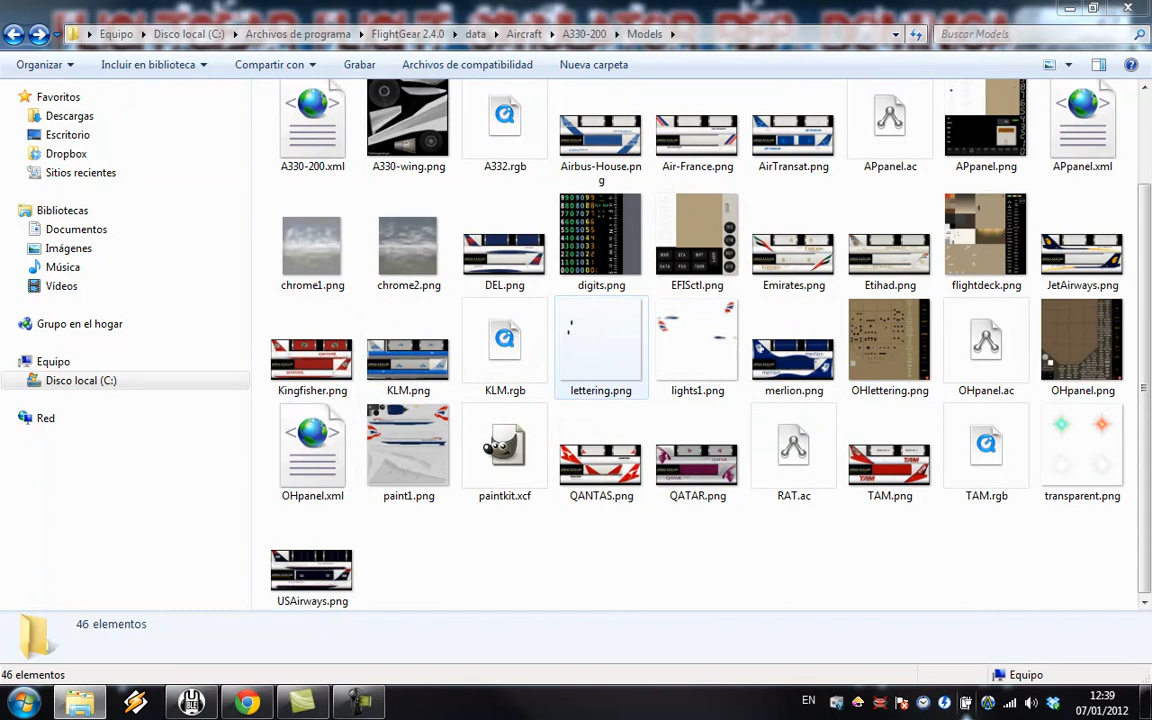 Equipo ▸ Disco local (C:) ▸ Archivos de programa ▸ FlightGear 2.4.0 ▸ data ▸ Aircraft ▸ A330-200 ▸ Models ▸
Buscar Models
Organizar
Incluir en biblioteca
Compartir con
Grabar
Archivos de compatibilidad
Nueva carpeta
Favoritos
Descargas
Escritorio
Dropbox
Sitios recientes
Bibliotecas
Documentos
Imágenes
Música
Vídeos
Grupo en el hogar
Equipo
Disco local (C:)
Red
A330-200.xml
A330-wing.png
A332.rgb
Airbus-House.pn
g
Air-France.png
AirTransat.png
APpanel.ac
APpanel.png
APpanel.xml
chrome1.png
chrome2.png
DEL.png
digits.png
EFISctl.png
Emirates.png
Etihad.png
flightdeck.png
JetAirways.png
Kingfisher.png
KLM.png
KLM.rgb
lettering.png
lights1.png
merlion.png
OHlettering.png
OHpanel.ac
OHpanel.png
OHpanel.xml
paint1.png
paintkit.xcf
QANTAS.png
QATAR.png
RAT.ac
TAM.png
TAM.rgb
transparent.png
USAirways.png
46 elementos
46 elementos
Equipo
EN
12:39
07/01/2012